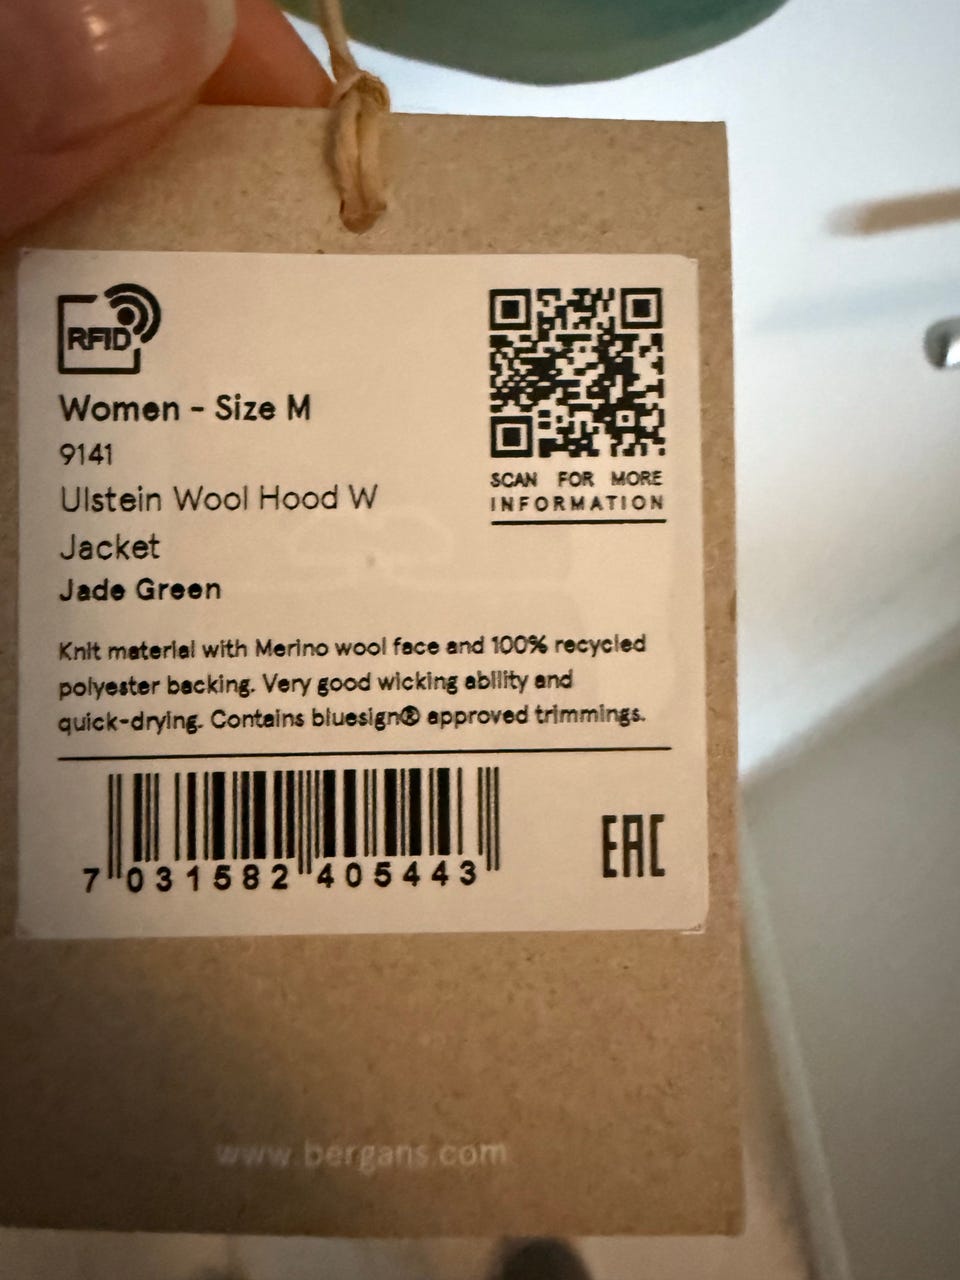 RFID
Women - Size M
9141
Ulstein Wool Hood W
Jacket
Jade Green
SCAN FOR MORE
INFORMATION
Knit material with Merino wool face and 100% recycled
polyester backing. Very good wicking ability and
quick-drying. Contains bluesign® approved trimmings.
7 031582 405443
EAC
www.bergans.com